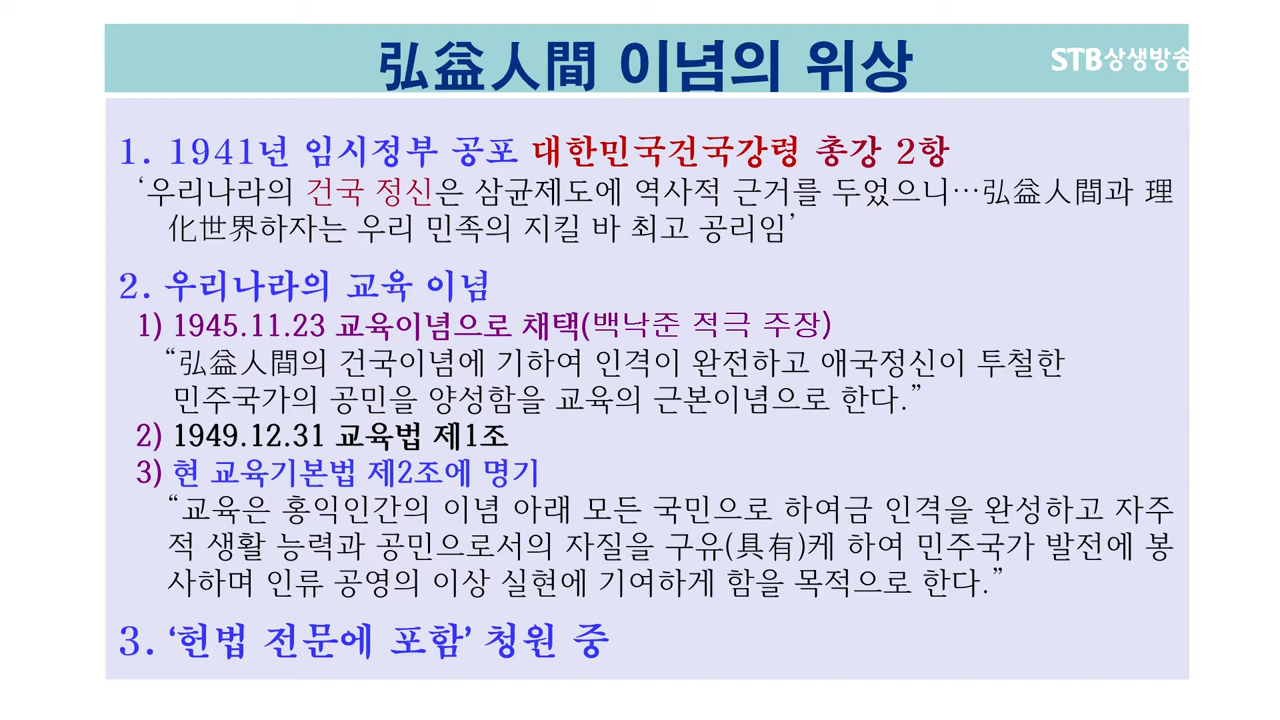 弘益人間 이념의 위상
STB상생방송
1. 1941년 임시정부 공포 대한민국건국강령 총강 2항
‘우리나라의 건국 정신은 삼균제도에 역사적 근거를 두었으니…弘益人間과 理
化世界하자는 우리 민족의 지킬 바 최고 공리임’
2. 우리나라의 교육 이념
1) 1945.11.23 교육이념으로 채택(백낙준 적극 주장)
“弘益人間의 건국이념에 기하여 인격이 완전하고 애국정신이 투철한
민주국가의 공민을 양성함을 교육의 근본이념으로 한다.”
2) 1949.12.31 교육법 제1조
3) 현 교육기본법 제2조에 명기
“교육은 홍익인간의 이념 아래 모든 국민으로 하여금 인격을 완성하고 자주
적 생활 능력과 공민으로서의 자질을 구유(具有)케 하여 민주국가 발전에 봉
사하며 인류 공영의 이상 실현에 기여하게 함을 목적으로 한다.”
3. ‘헌법 전문에 포함’ 청원 중